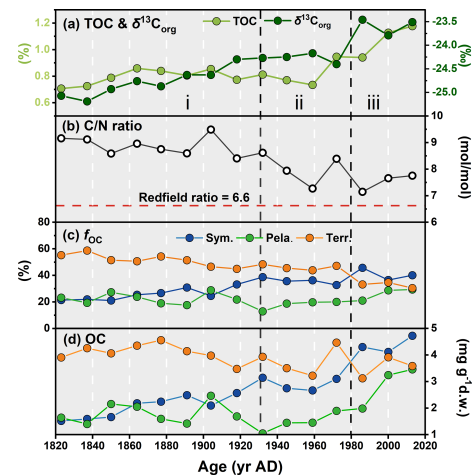 (a) TOC & δ¹³Corg
TOC
δ¹³Corg
1.2
1.0
0.8
0.6
(%)
-23.5
-24.0
-24.5
-25.0
(‰)
i
ii
iii
(b) C/N ratio
Redfield ratio = 6.6
9
8
7
6
(mol/mol)
(c) fOC
Sym.
Pela.
Terr.
80
60
40
20
0
(%)
(d) OC
5
4
3
2
1
(mg g⁻¹d.w.)
1820 1840 1860 1880 1900 1920 1940 1960 1980 2000 2020
Age (yr AD)